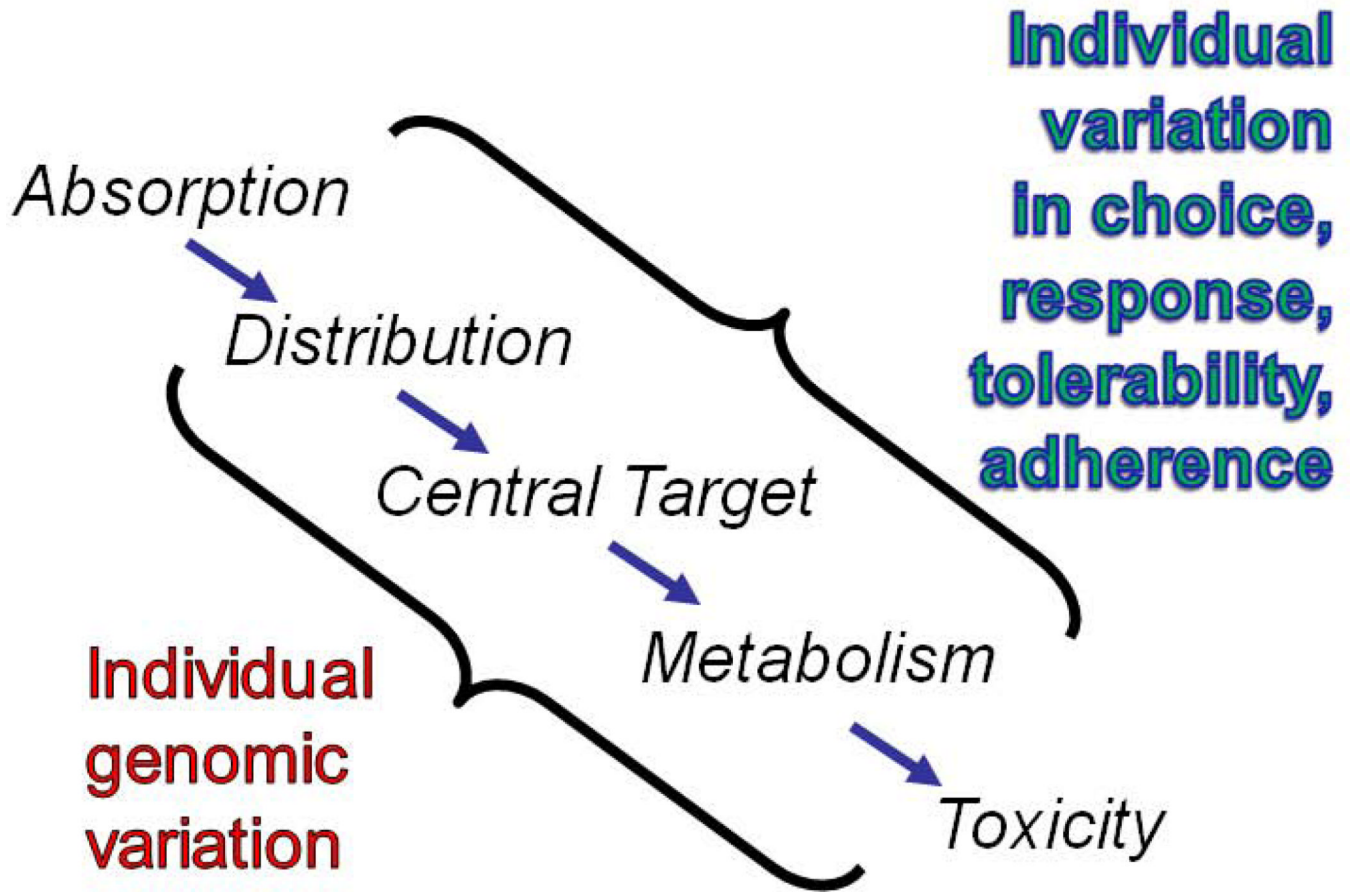 Individual
variation
in choice,
response,
tolerability,
adherence
Absorption
Distribution
Central Target
Metabolism
Toxicity
Individual
genomic
variation